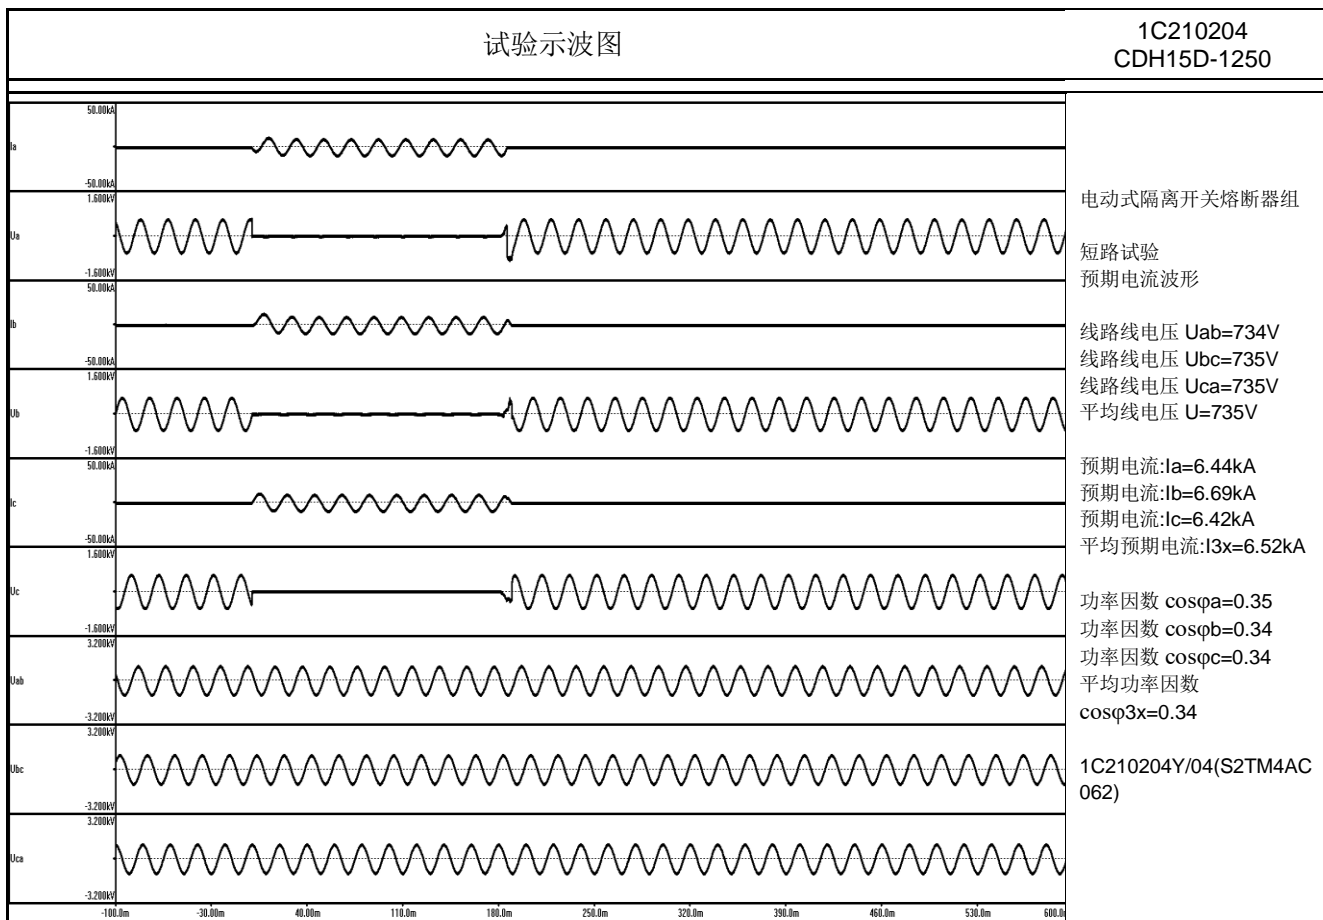 试验示波图
1C210204
CDH15D-1250
50.00kA
Ia
-50.00kA
1.600kV
Ua
-1.600kV
50.00kA
Ib
-50.00kA
1.600kV
Ub
-1.600kV
50.00kA
Ic
-50.00kA
1.600kV
Uc
-1.600kV
3.200kV
Uab
-3.200kV
3.200kV
Ubc
-3.200kV
3.200kV
Uca
-3.200kV
-100.0m -30.00m 40.00m 110.0m 180.0m 250.0m 320.0m 390.0m 460.0m 530.0m 600.0m
电动式隔离开关熔断器组
短路试验
预期电流波形
线路线电压 Uab=734V
线路线电压 Ubc=735V
线路线电压 Uca=735V
平均线电压 U=735V
预期电流:Ia=6.44kA
预期电流:Ib=6.69kA
预期电流:Ic=6.42kA
平均预期电流:I3x=6.52kA
功率因数 cosφa=0.35
功率因数 cosφb=0.34
功率因数 cosφc=0.34
平均功率因数
cosφ3x=0.34
1C210204Y/04(S2TM4AC
062)